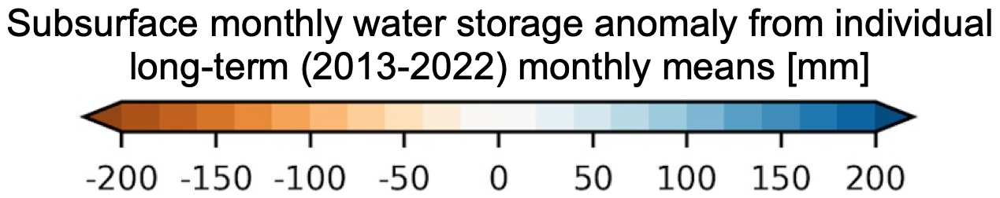 Subsurface monthly water storage anomaly from individual
long-term (2013-2022) monthly means [mm]
-200 -150 -100 -50 0 50 100 150 200